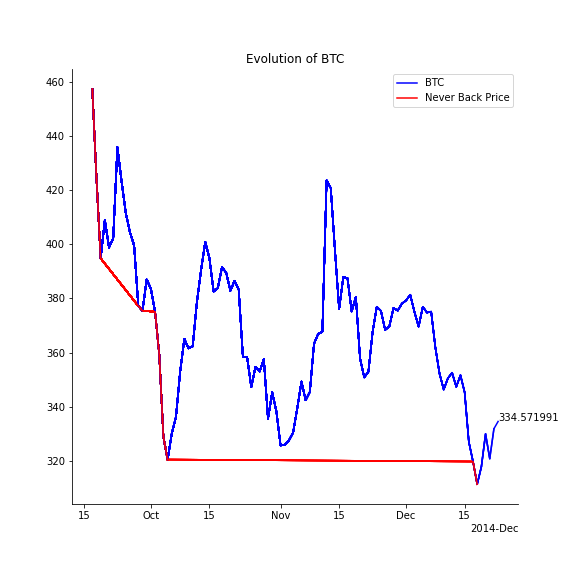 Evolution of BTC
BTC
Never Back Price
460
440
420
400
380
360
340
320
334.571991
15
Oct
15
Nov
15
Dec
15
2014-Dec